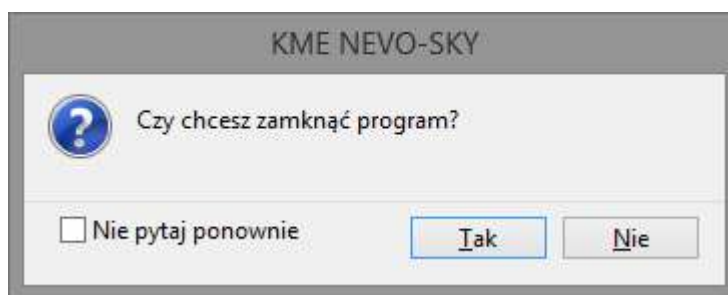 KME NEVO-SKY
Czy chcesz zamknąć program?
Nie pytaj ponownie
Tak
Nie